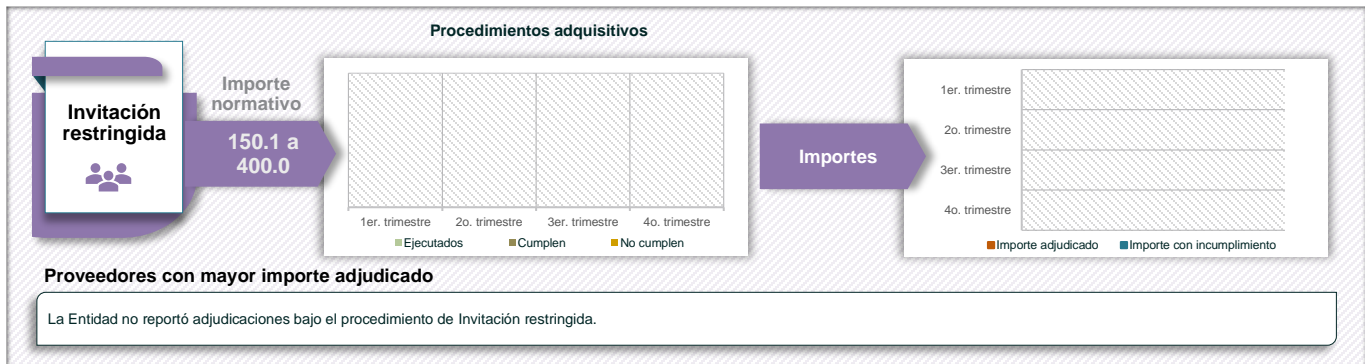 Procedimientos adquisitivos
Invitación
restringida
Importe
normativo
150.1 a
400.0
1er. trimestre
2o. trimestre
3er. trimestre
4o. trimestre
Ejecutados
Cumplen
No cumplen
Importes
1er. trimestre
2o. trimestre
3er. trimestre
4o. trimestre
Importe adjudicado
Importe con incumplimiento
Proveedores con mayor importe adjudicado
La Entidad no reportó adjudicaciones bajo el procedimiento de Invitación restringida.